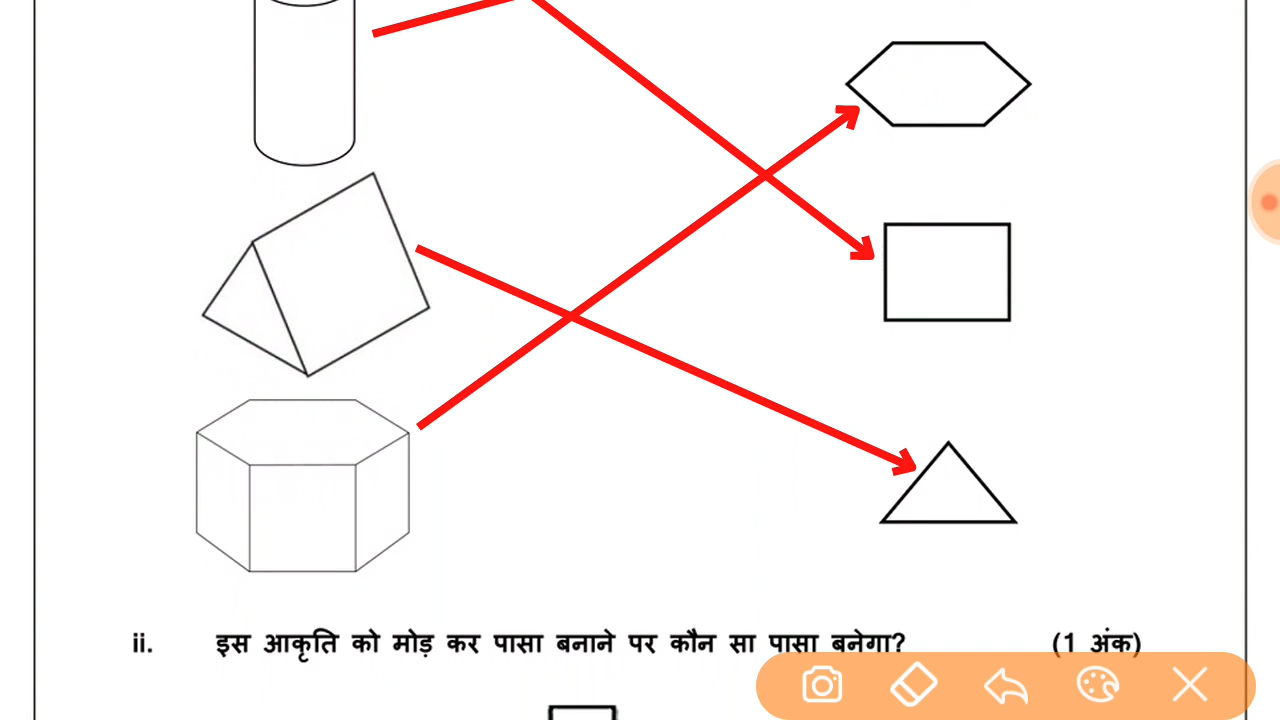 ii. इस आकृति को मोड़ कर पासा बनाने पर कौन सा पासा बनेगा? (1 अंक)